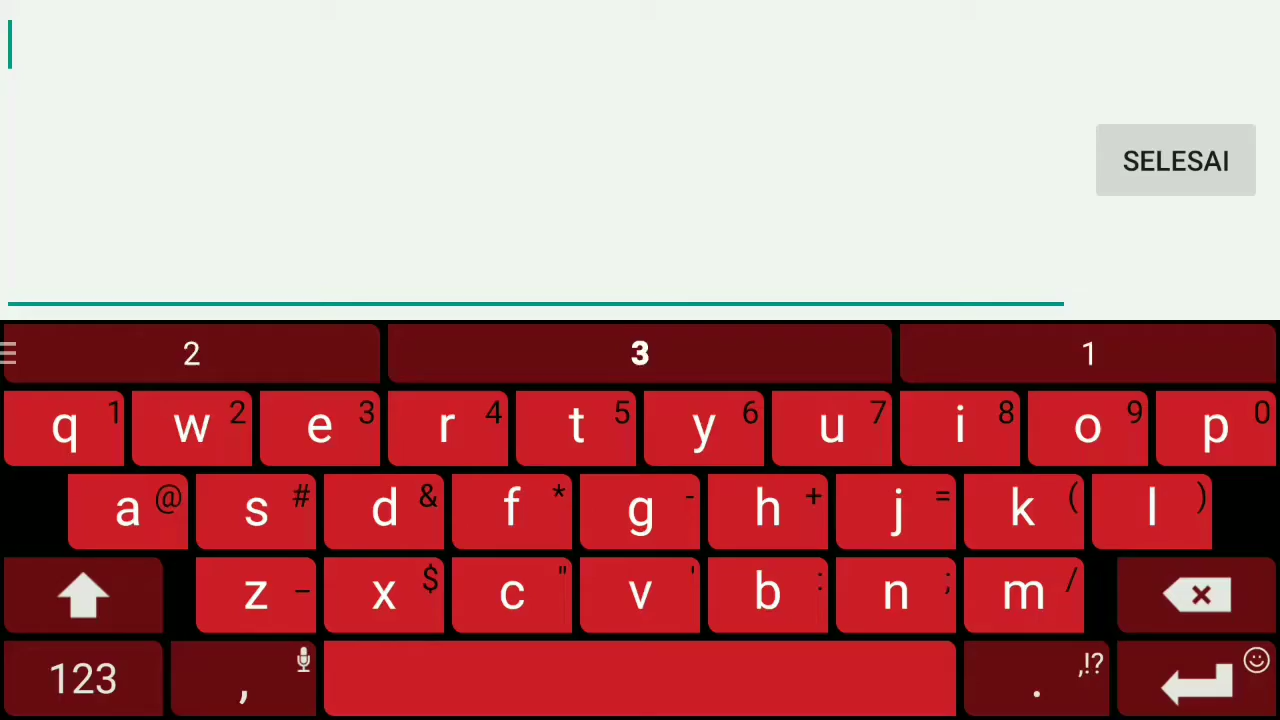 SELESAI
2 3 1
q 1 w 2 e 3 r 4 t 5 y 6 u 7 i 8 o 9 p 0
a @ s # d & f * g - h + j = k ( l )
z _ x $ c " v ' b : n ; m /
123 , . ,!?